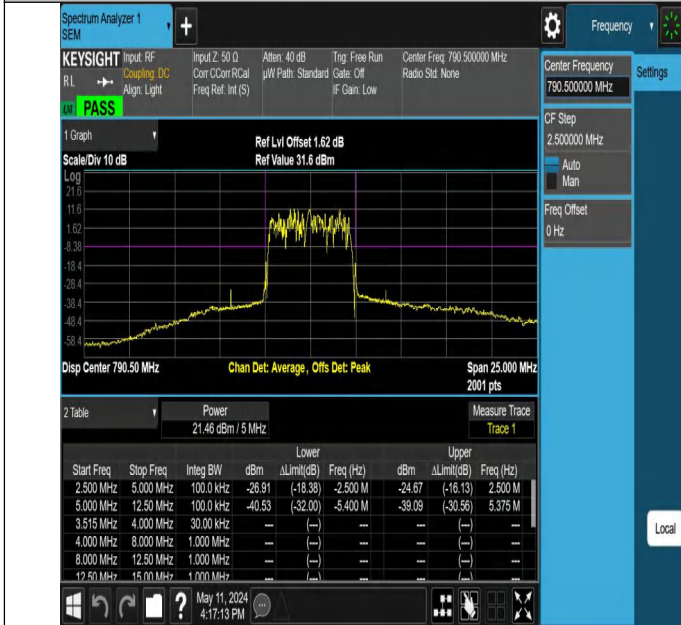 Spectrum Analyzer 1
SEM
+
Frequency
KEYSIGHT
RL
PASS
Input: RF
Coupling: DC
Align: Light
Input Z: 50 Ω
Corr CCorr RCal
Freq Ref: Int (S)
Atten: 40 dB
µW Path: Standard
Trig: Free Run
Gate: Off
IF Gain: Low
Center Freq: 790.500000 MHz
Radio Std: None
Center Frequency
790.500000 MHz
Settings
CF Step
2.500000 MHz
Auto
Man
Freq Offset
0 Hz
Local
1 Graph
Scale/Div 10 dB
Ref Lvl Offset 1.62 dB
Ref Value 31.6 dBm
Log
21.6
11.6
1.62
-8.38
-18.4
-28.4
-38.4
-48.4
-58.4
Disp Center 790.50 MHz
Chan Det: Average, Offs Det: Peak
Span 25.000 MHz
2001 pts
2 Table
Power
21.46 dBm / 5 MHz
Measure Trace
Trace 1
Lower Upper
Start Freq Stop Freq Integ BW dBm ΔLimit(dB) Freq (Hz) dBm ΔLimit(dB) Freq (Hz)
2.500 MHz 5.000 MHz 100.0 kHz -26.91 (-18.38) -2.500 M -24.67 (-16.13) 2.500 M
5.000 MHz 12.50 MHz 100.0 kHz -40.53 (-32.00) -5.400 M -39.09 (-30.56) 5.375 M
3.515 MHz 4.000 MHz 30.00 kHz --- (---) --- --- (---) ---
4.000 MHz 8.000 MHz 1.000 MHz --- (---) --- --- (---) ---
8.000 MHz 12.50 MHz 1.000 MHz --- (---) --- --- (---) ---
12.50 MHz 15.00 MHz 1.000 MHz --- (---) --- --- (---) ---
?
May 11, 2024
4:17:13 PM